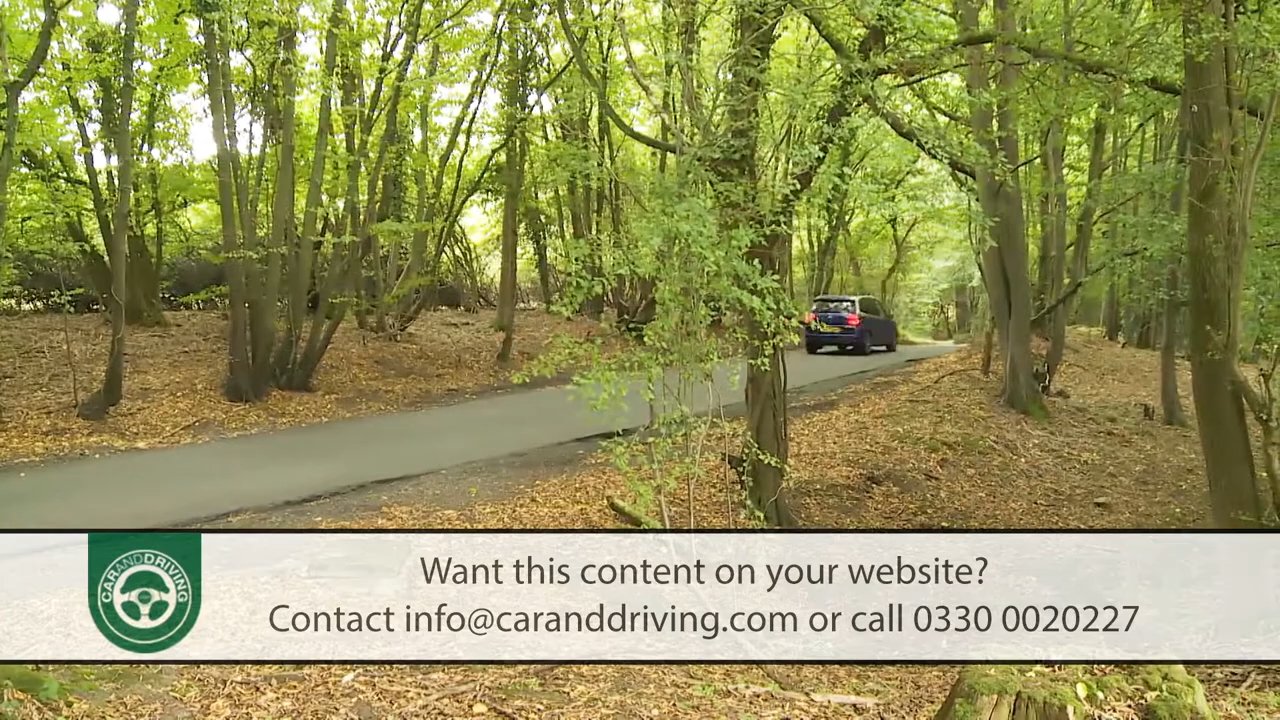 CARANDDRIVING
Want this content on your website?
Contact info@caranddriving.com or call 0330 0020227